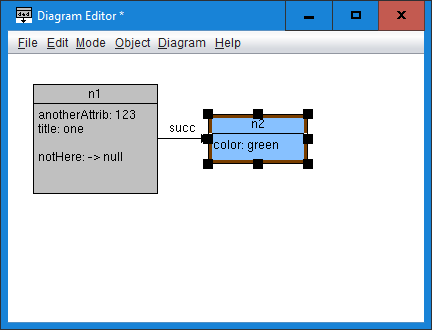 Diagram Editor *
File Edit Mode Object Diagram Help
n1
anotherAttrib: 123
title: one
notHere: -> null
succ
n2
color: green